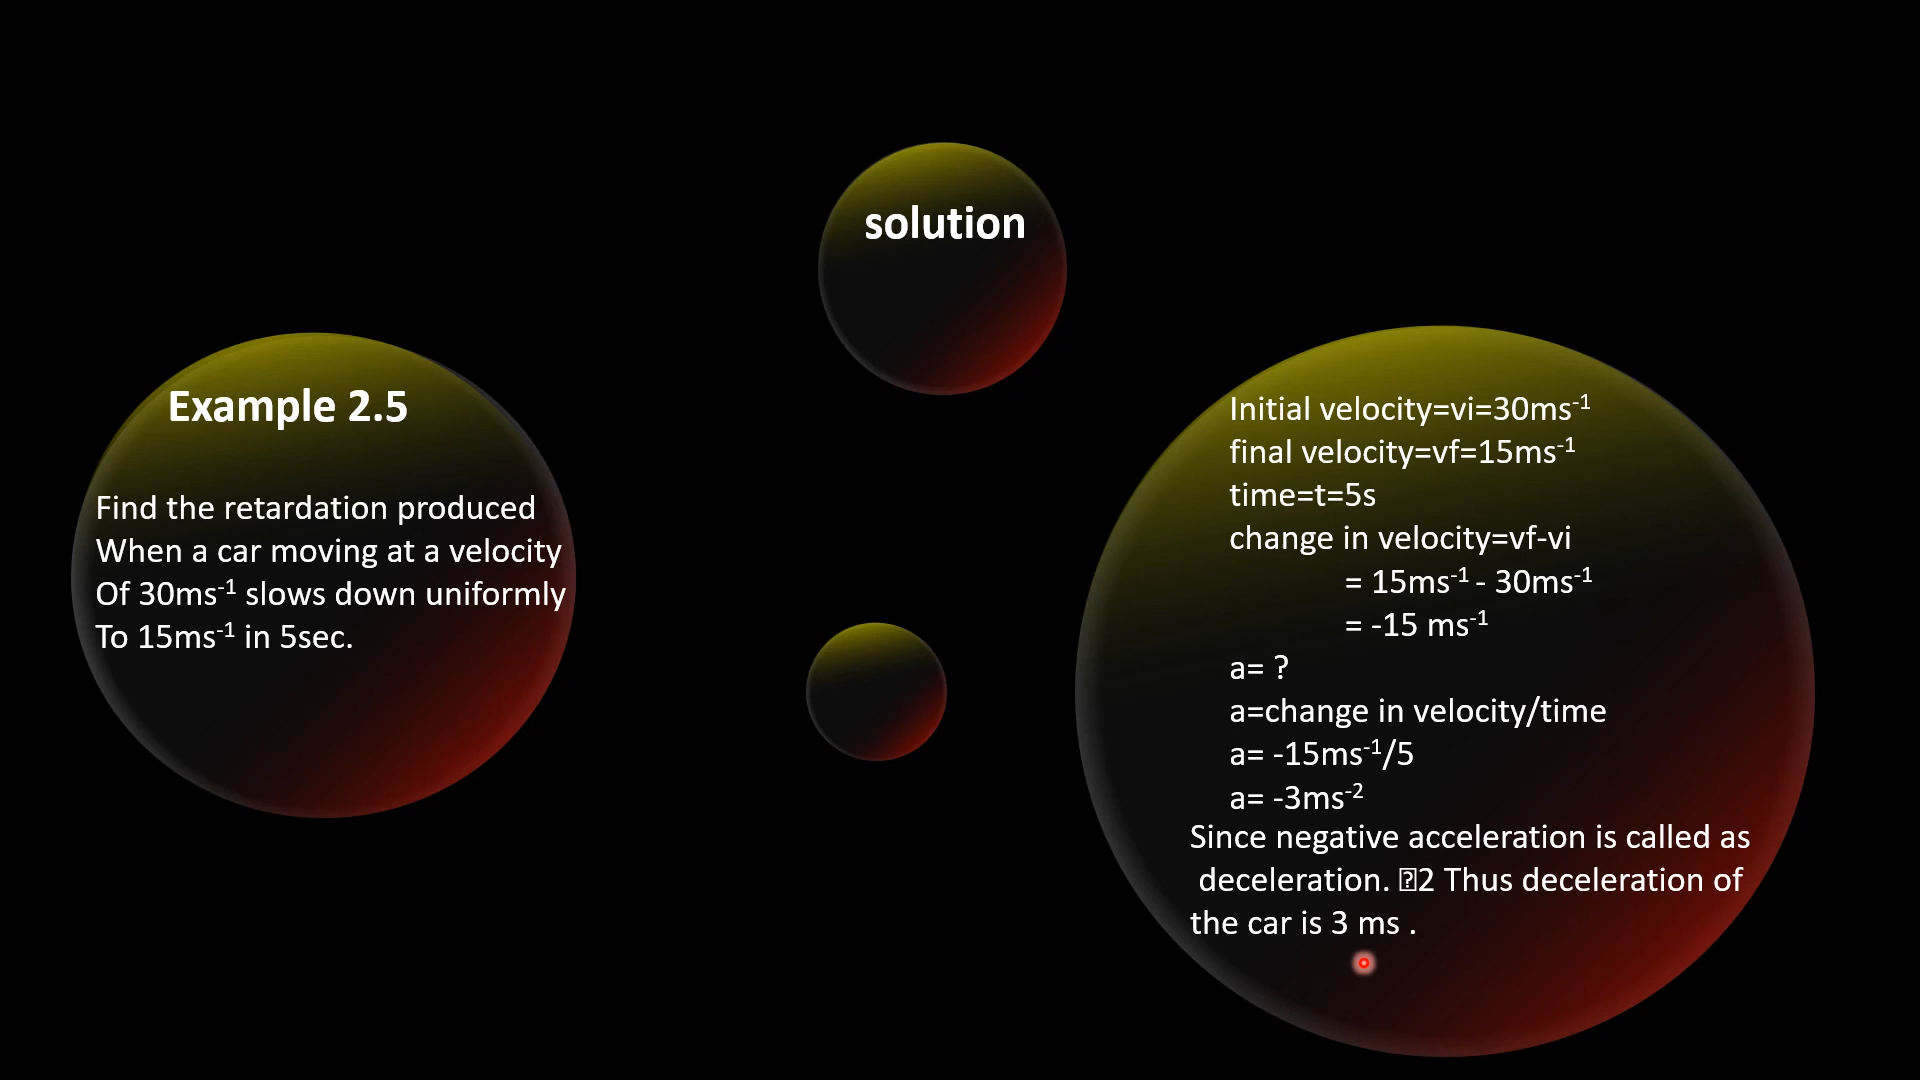 solution
Example 2.5
Find the retardation produced
When a car moving at a velocity
Of 30ms⁻¹ slows down uniformly
To 15ms⁻¹ in 5sec.
Initial velocity=vi=30ms⁻¹
final velocity=vf=15ms⁻¹
time=t=5s
change in velocity=vf-vi
= 15ms⁻¹ - 30ms⁻¹
= -15 ms⁻¹
a= ?
a=change in velocity/time
a= -15ms⁻¹/5
a= -3ms⁻²
Since negative acceleration is called as
deceleration. ⍰2 Thus deceleration of
the car is 3 ms .